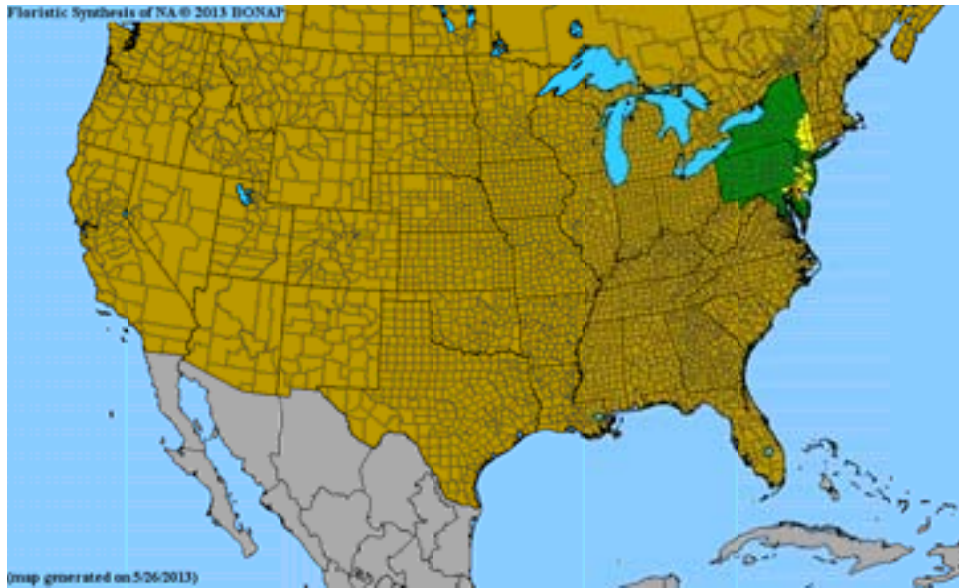 Floristic Synthesis of NA © 2013 BONAP
(map generated on 5/26/2013)